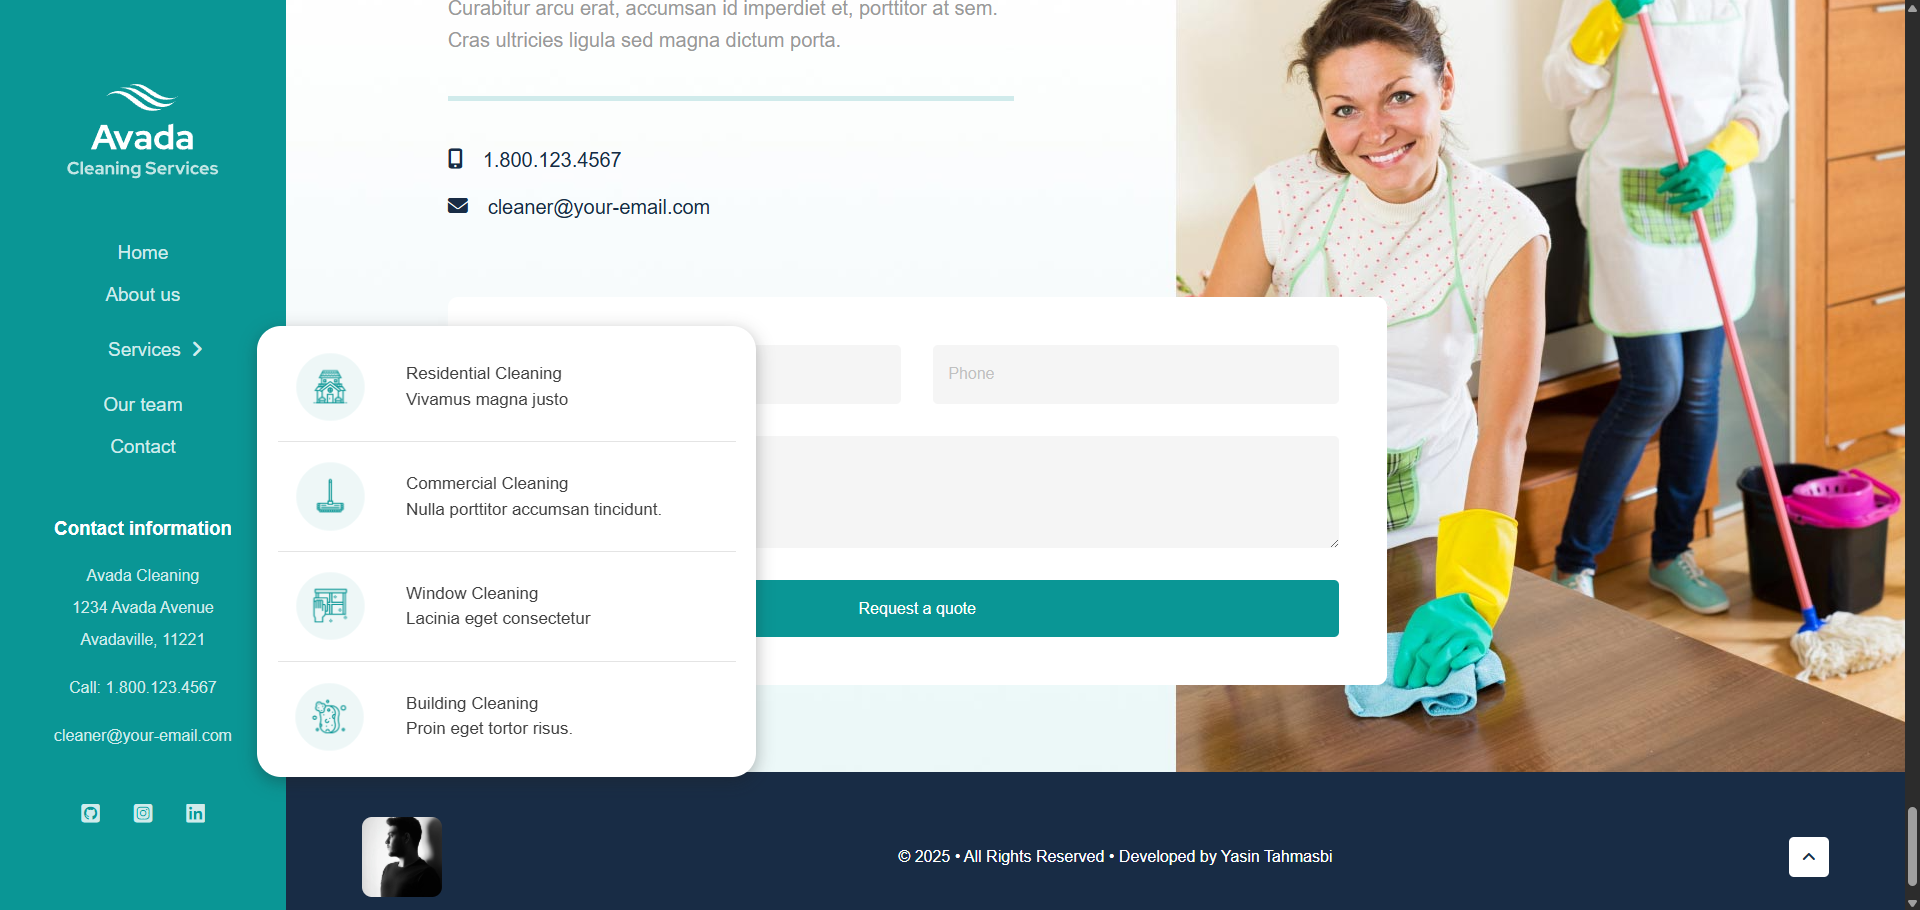 Avada
Cleaning Services
Home
About us
Services
Our team
Contact
Contact information
Avada Cleaning
1234 Avada Avenue
Avadaville, 11221
Call: 1.800.123.4567
cleaner@your-email.com
Curabitur arcu erat, accumsan id imperdiet et, porttitor at sem.
Cras ultricies ligula sed magna dictum porta.
1.800.123.4567
cleaner@your-email.com
Residential Cleaning
Vivamus magna justo
Commercial Cleaning
Nulla porttitor accumsan tincidunt.
Window Cleaning
Lacinia eget consectetur
Building Cleaning
Proin eget tortor risus.
Phone
Request a quote
© 2025 • All Rights Reserved • Developed by Yasin Tahmasbi